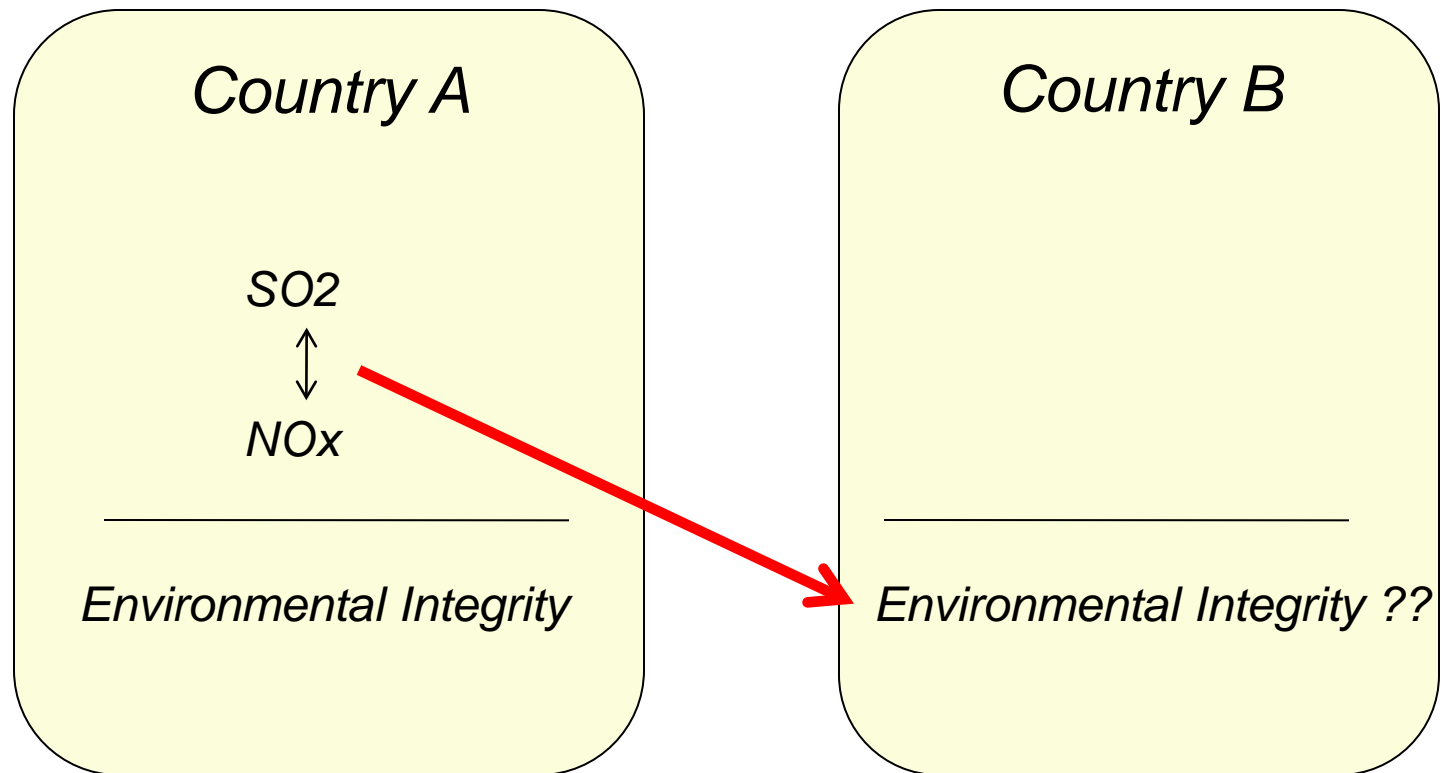 Country A
SO2
NOx
Environmental Integrity
Country B
Environmental Integrity ??